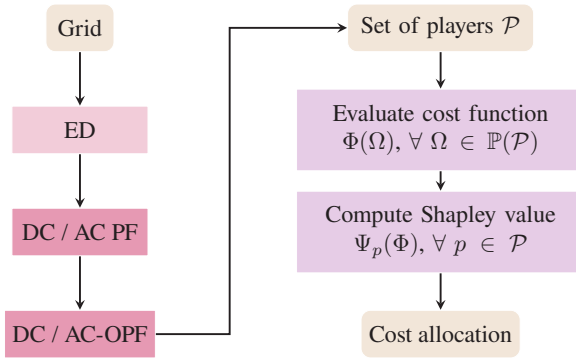 Grid
ED
DC / AC PF
DC / AC-OPF
Set of players 𝒫
Evaluate cost function
Φ(Ω), ∀ Ω ∈ ℙ(𝒫)
Compute Shapley value
Ψₚ(Φ), ∀ p ∈ 𝒫
Cost allocation